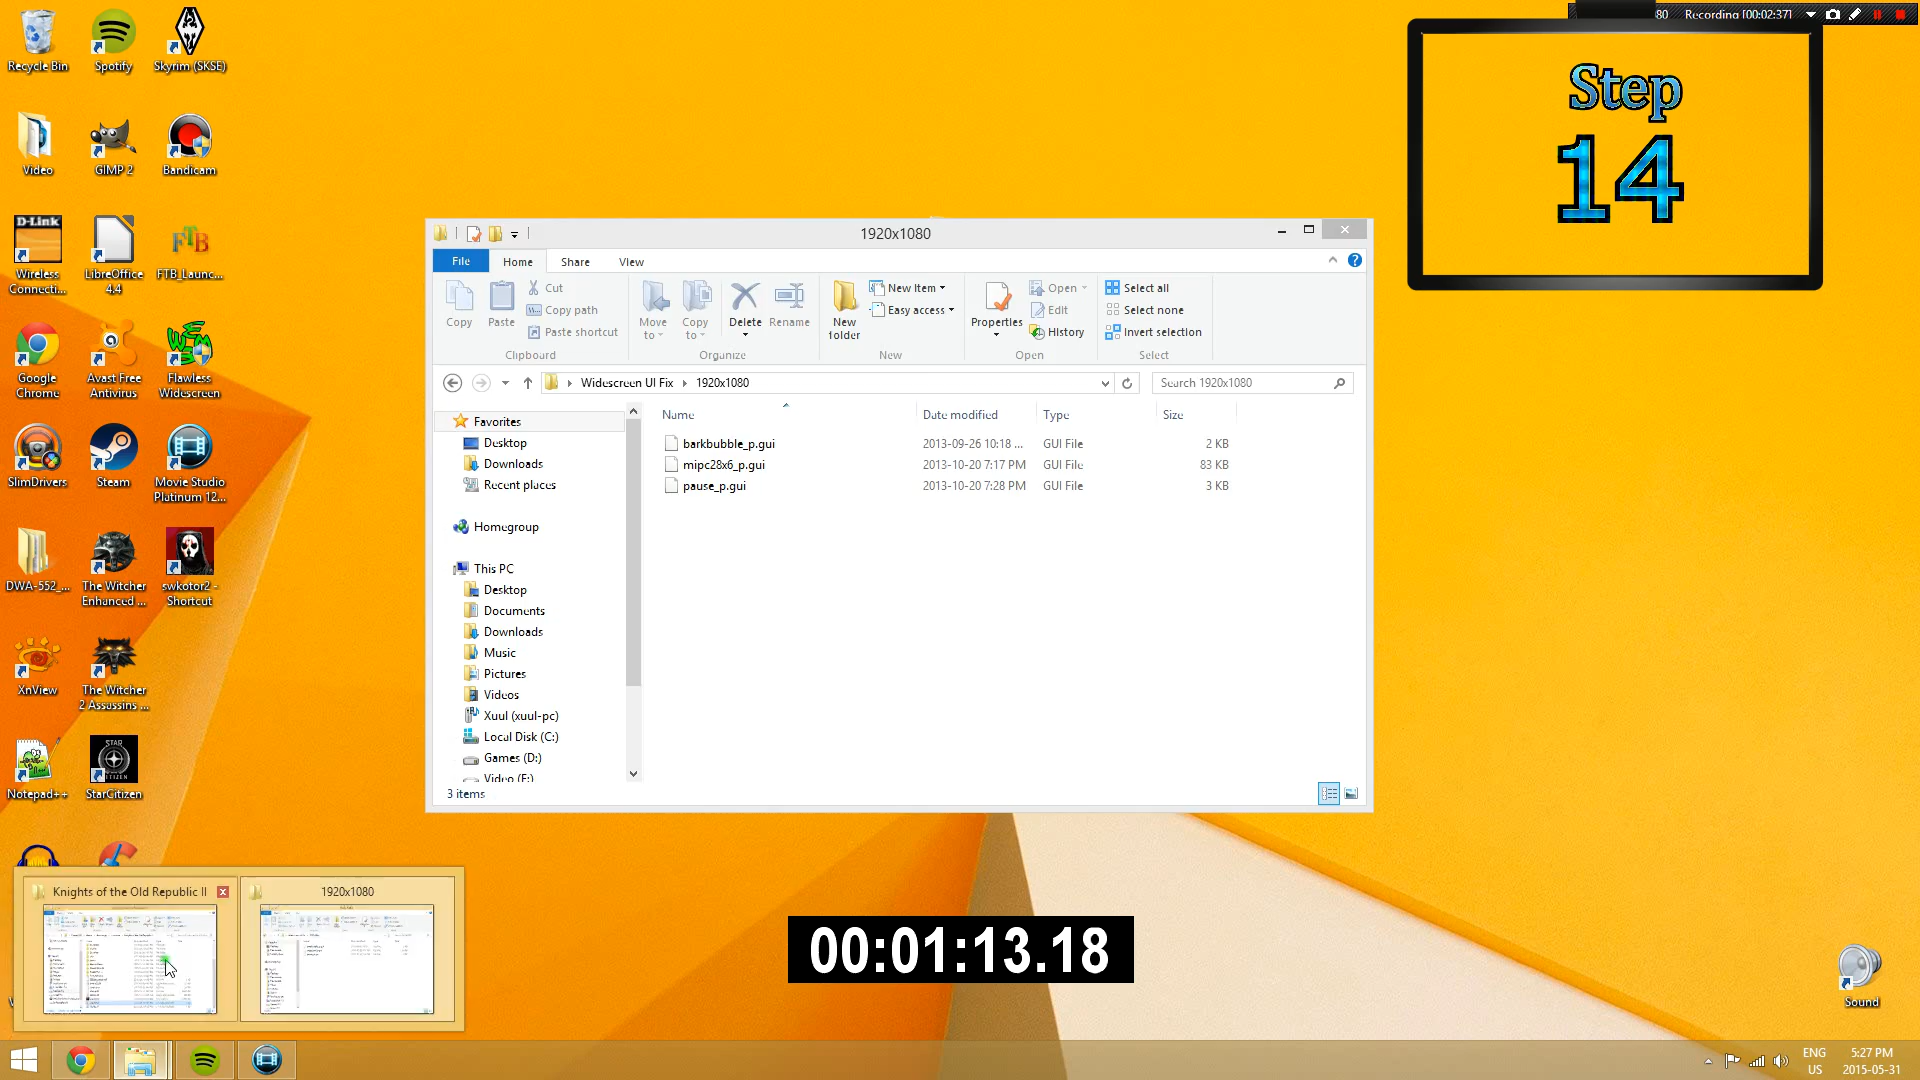 Recycle Bin
Spotify
Skyrim (SKSE)
Video
GIMP 2
Bandicam
D-Link
Wireless Connecti...
LibreOffice 4.4
FTB
FTB_Launc...
Google Chrome
Avast Free Antivirus
Flawless Widescreen
SlimDrivers
Steam
Movie Studio Platinum 12...
DWA-552_...
The Witcher Enhanced ...
swkotor2 - Shortcut
XnView
The Witcher 2 Assassins ...
Notepad++
STAR CITIZEN
StarCitizen
80 Recording [00:02:37]
Step
14
1920x1080
File Home Share View
Copy
Paste
Cut
Copy path
Paste shortcut
Clipboard
Move to
Copy to
Delete
Rename
Organize
New folder
New item
Easy access
New
Properties
Open
Edit
History
Open
Select all
Select none
Invert selection
Select
Widescreen UI Fix 1920x1080
Search 1920x1080
Name Date modified Type Size
barkbubble_p.gui 2013-09-26 10:18 ... GUI File 2 KB
mipc28x6_p.gui 2013-10-20 7:17 PM GUI File 83 KB
pause_p.gui 2013-10-20 7:28 PM GUI File 3 KB
Favorites
Desktop
Downloads
Recent places
Homegroup
This PC
Desktop
Documents
Downloads
Music
Pictures
Videos
Xuul (xuul-pc)
Local Disk (C:)
Games (D:)
Video (F:)
3 items
Knights of the Old Republic II
1920x1080
00:01:13.18
Sound
ENG
US
5:27 PM
2015-05-31